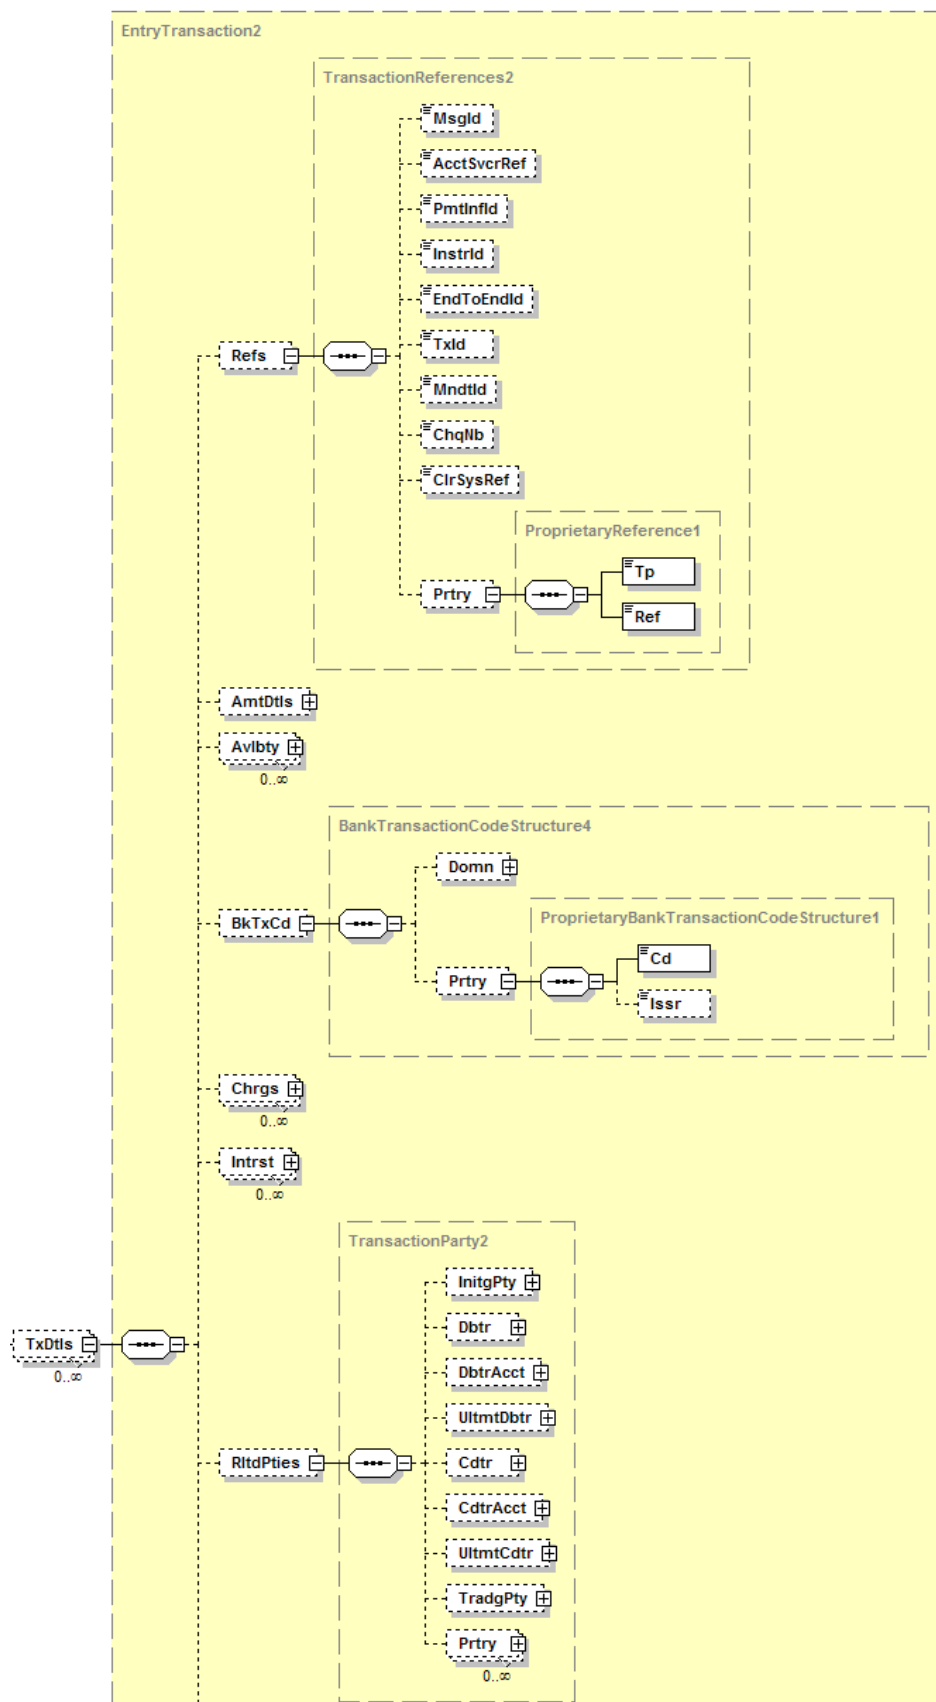 EntryTransaction2
TransactionReferences2
MsgId
AcctSvcrRef
PmtInfId
InstrId
EndToEndId
TxId
MndtId
ChqNb
ClrSysRef
Refs
ProprietaryReference1
Tp
Prtry
Ref
AmtDtls
Avlbty
0..∞
BankTransactionCodeStructure4
Domn
ProprietaryBankTransactionCodeStructure1
BkTxCd
Cd
Prtry
Issr
Chrgs
0..∞
Intrst
0..∞
TransactionParty2
InitgPty
Dbtr
TxDtls
0..∞
DbtrAcct
UltmtDbtr
RltdPties
Cdtr
CdtrAcct
UltmtCdtr
TradgPty
Prtry
0..∞